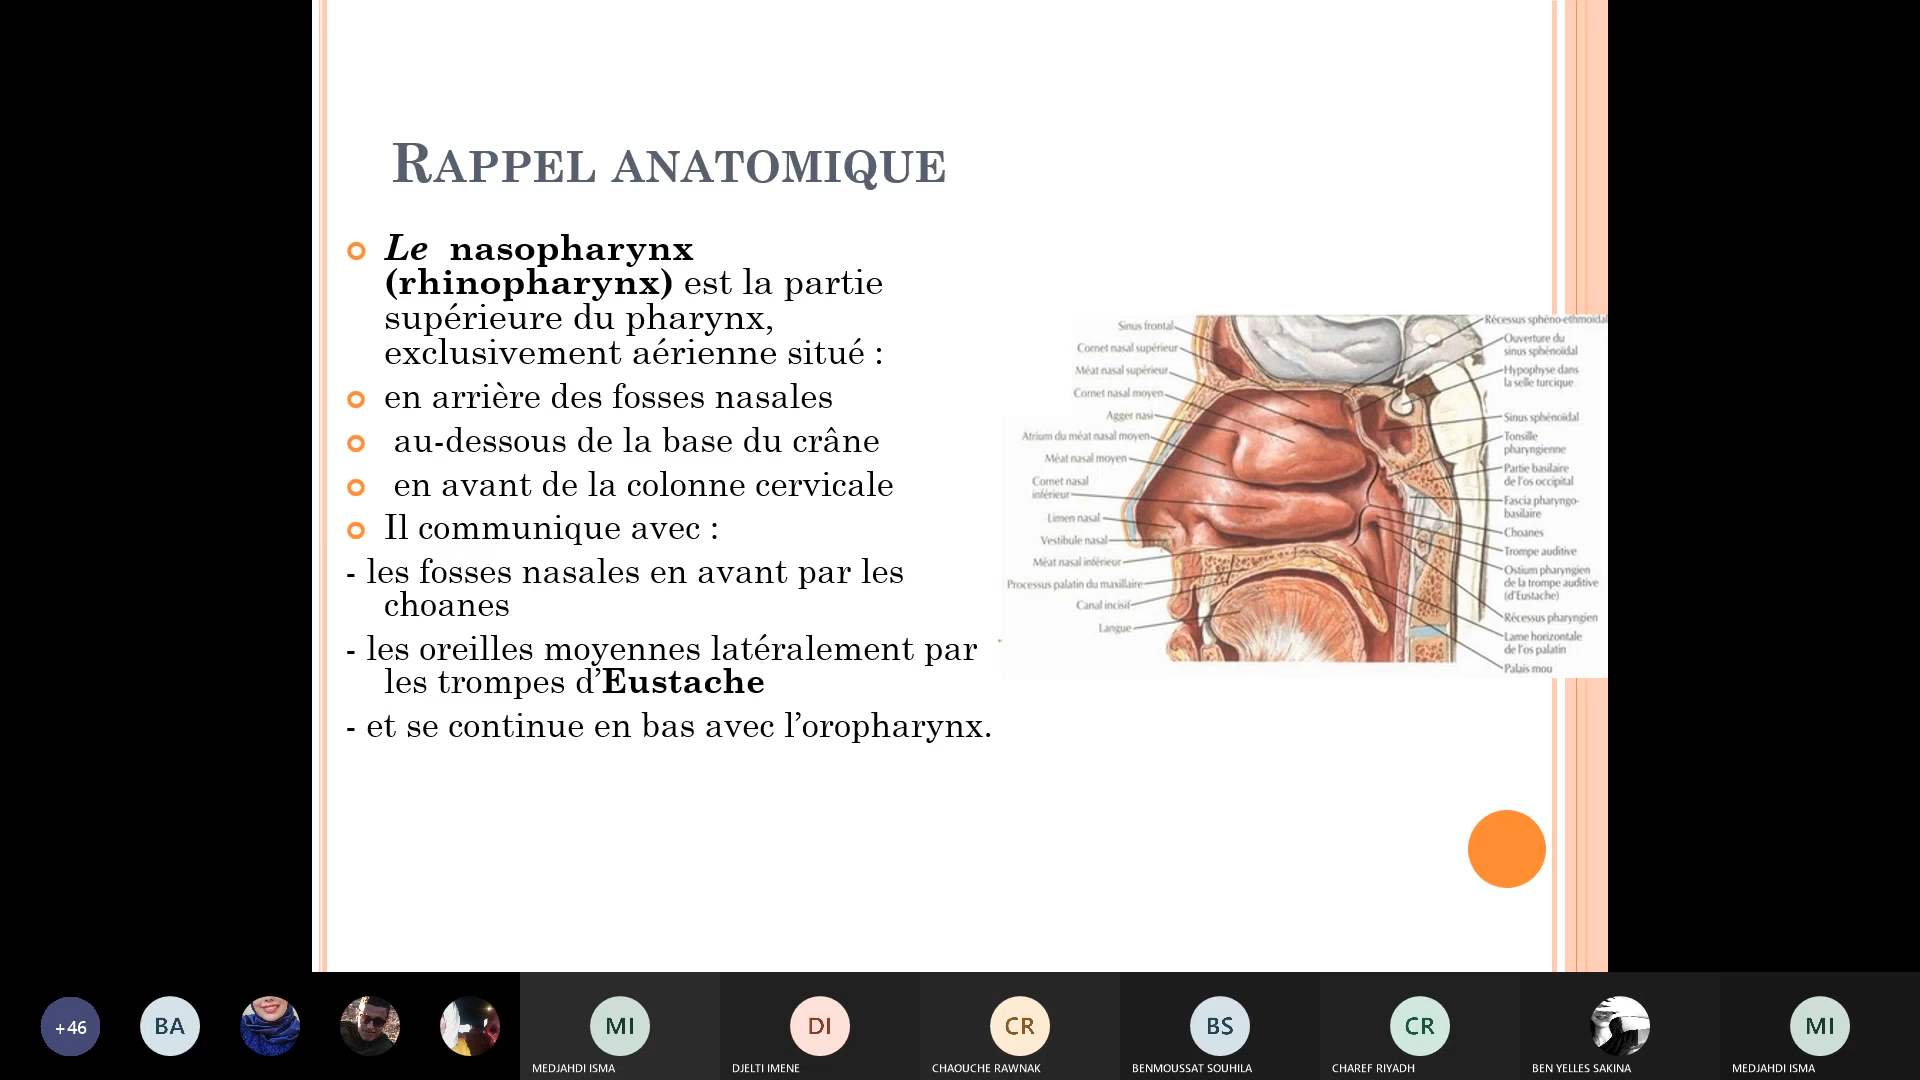 RAPPEL ANATOMIQUE
Le nasopharynx
(rhinopharynx) est la partie
supérieure du pharynx,
exclusivement aérienne situé :
en arrière des fosses nasales
au-dessous de la base du crâne
en avant de la colonne cervicale
Il communique avec :
- les fosses nasales en avant par les
choanes
- les oreilles moyennes latéralement par
les trompes d’Eustache
- et se continue en bas avec l’oropharynx.
Sinus frontal
Cornet nasal supérieur
Méat nasal supérieur
Cornet nasal moyen
Agger nasi
Atrium du méat nasal moyen
Méat nasal moyen
Cornet nasal
inférieur
Limen nasal
Vestibule nasal
Méat nasal inférieur
Processus palatin du maxillaire
Canal incisif
Langue
Récessus sphéno-ethmoïdal
Ouverture du
sinus sphénoïdal
Hypophyse dans
la selle turcique
Sinus sphénoïdal
Tonsille
pharyngienne
Partie basilaire
de l'os occipital
Fascia pharyngo-
basilaire
Choanes
Trompe auditive
Ostium pharyngien
de la trompe auditive
(d'Eustache)
Récessus pharyngien
Lame horizontale
de l'os palatin
Palais mou
+46
BA
MI
DI
CR
BS
CR
MI
MEDJAHDI ISMA
DJELTI IMENE
CHAOUCHE RAWNAK
BENMOUSSAT SOUHILA
CHAREF RIYADH
BEN YELLES SAKINA
MEDJAHDI ISMA